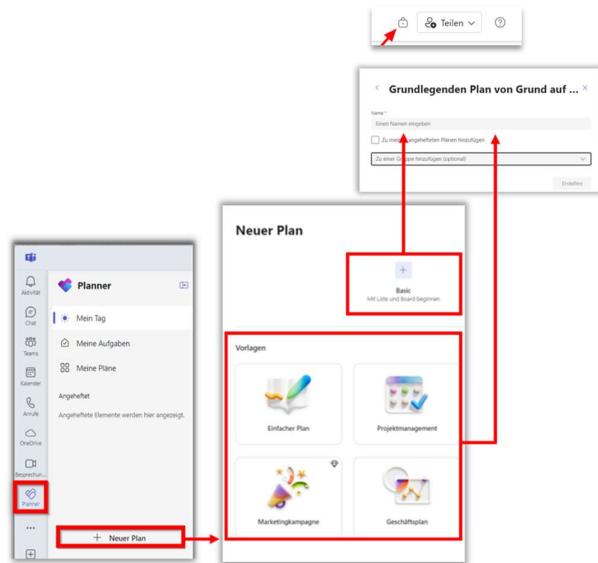 Teilen
Grundlegenden Plan von Grund auf ...
Name *
Einen Namen eingeben
Zu meinen angehefteten Plänen hinzufügen
Zu einer Gruppe hinzufügen (optional)
Erstellen
Neuer Plan
Basic
Mit Liste und Board beginnen
Vorlagen
Einfacher Plan
Projektmanagement
Marketingkampagne
Geschäftsplan
Aktivität
Chat
Teams
Kalender
Anrufe
OneDrive
Besprechun...
Planner
Planner
Mein Tag
Meine Aufgaben
Meine Pläne
Angeheftet
Angeheftete Elemente werden hier angezeigt.
Neuer Plan